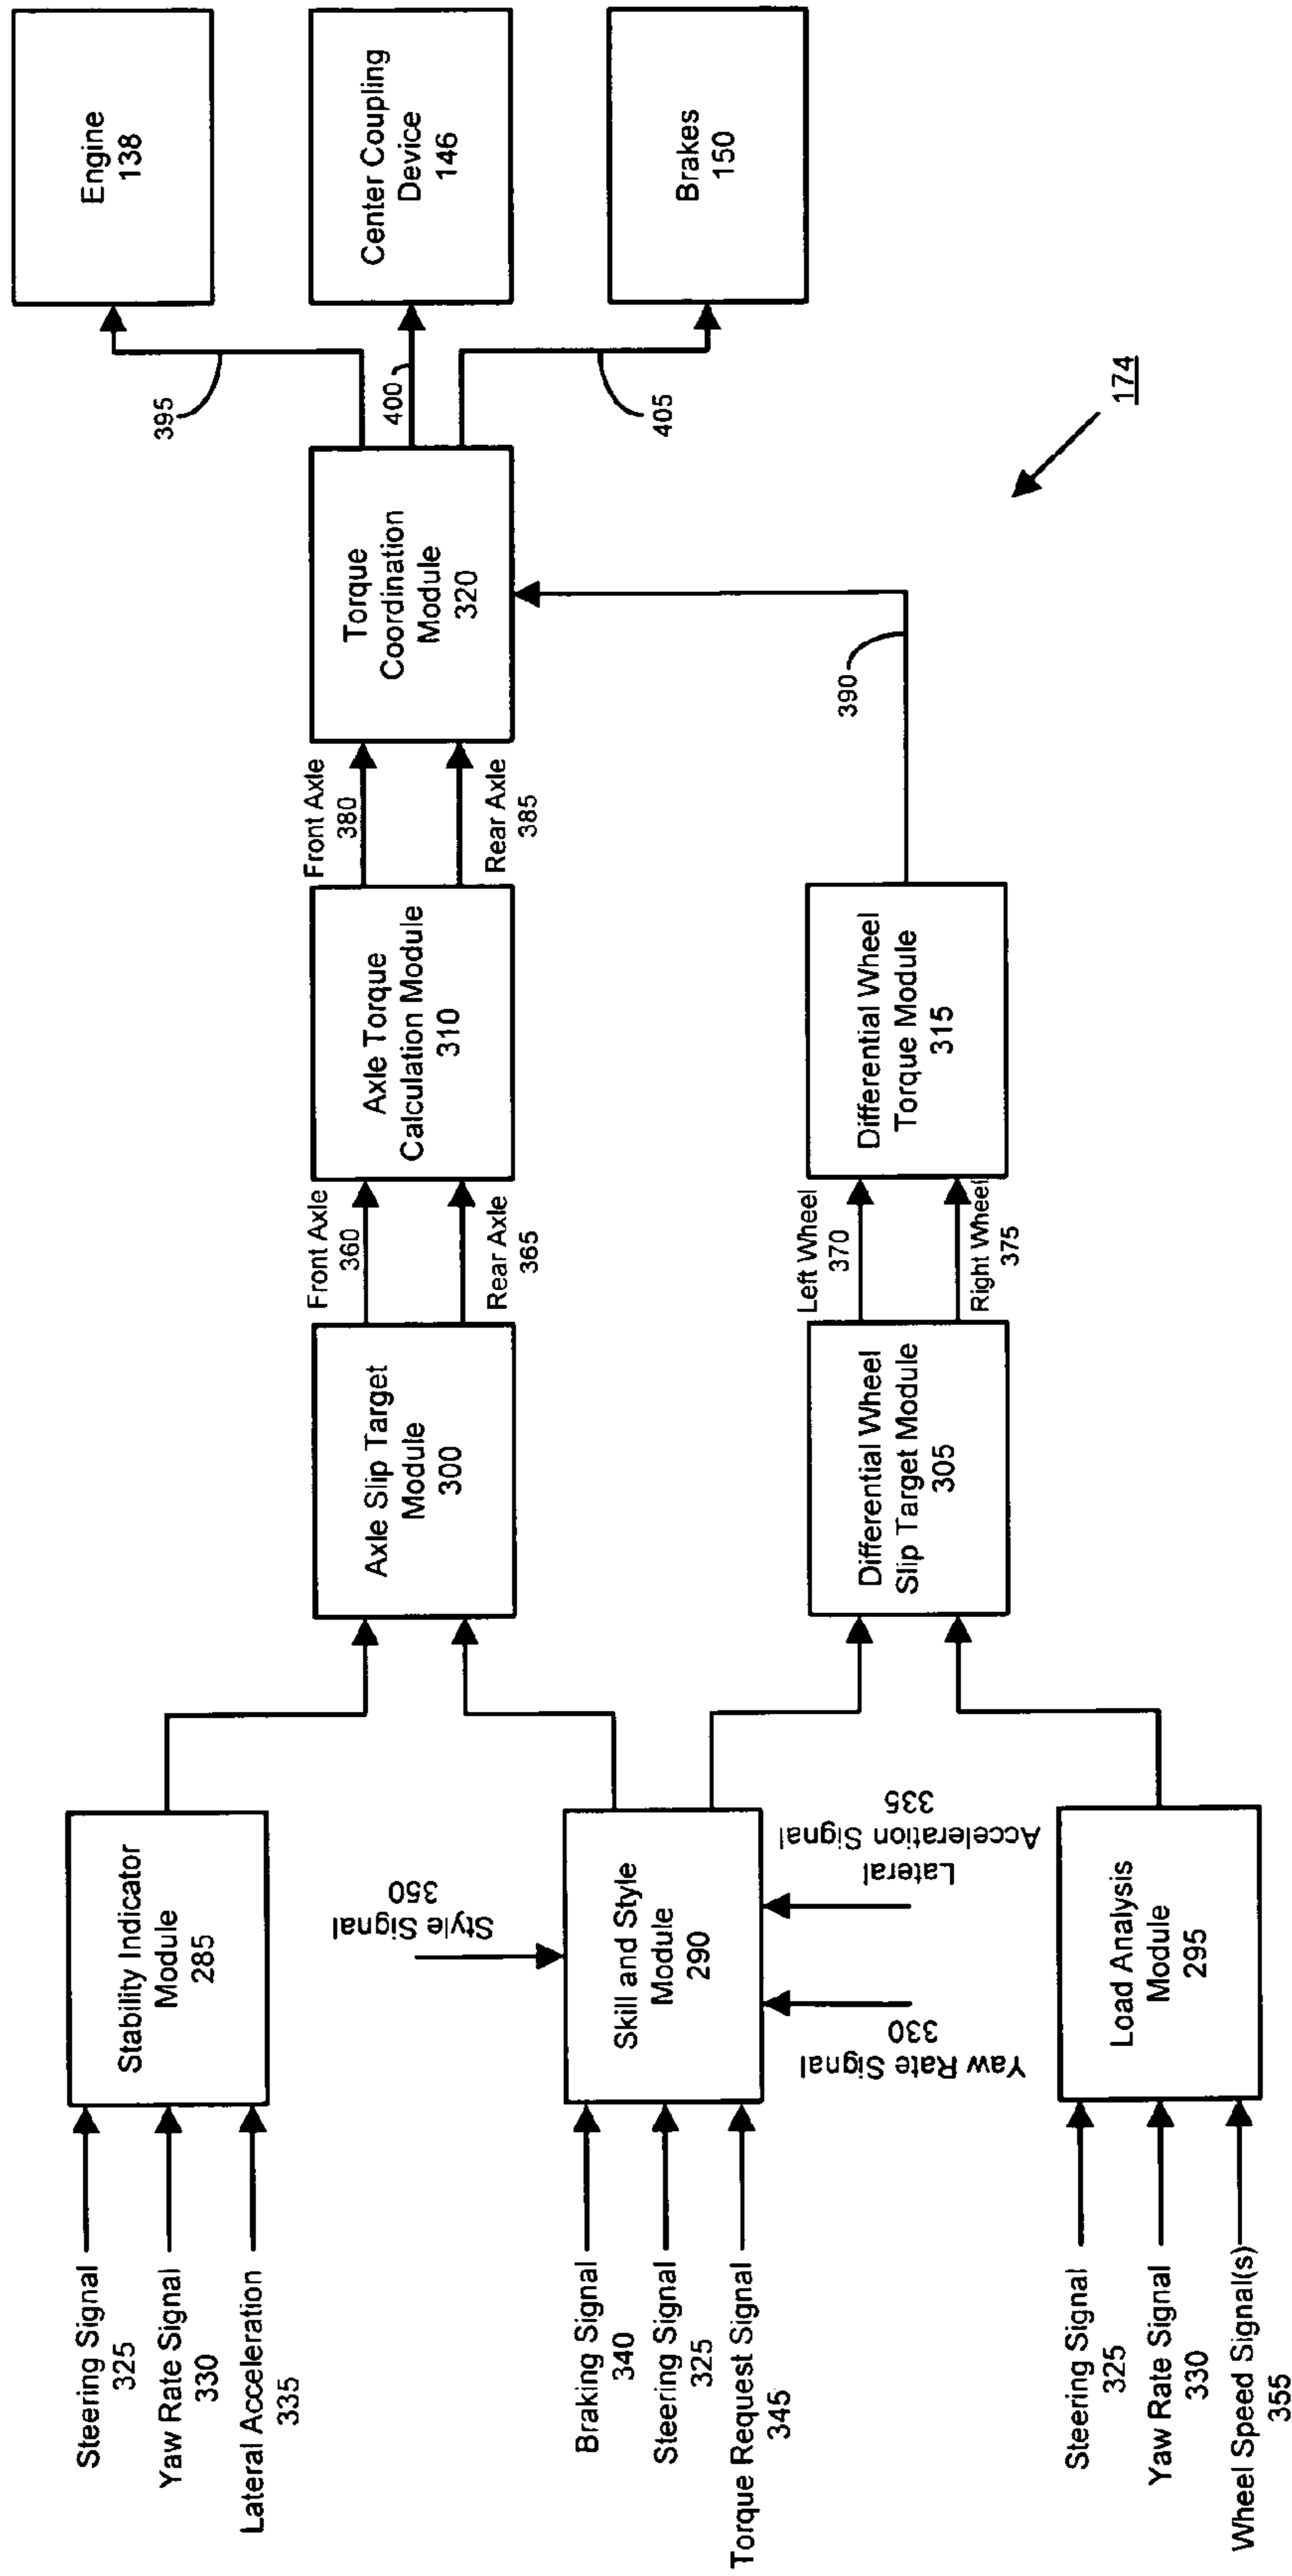 Steering Signal
325
Yaw Rate Signal
330
Lateral Acceleration
335
Stability Indicator
Module
285
Braking Signal
340
Steering Signal
325
Torque Request Signal
345
Style Signal
350
Skill and Style
Module
290
Yaw Rate Signal
330
Lateral
Acceleration Signal
335
Steering Signal
325
Yaw Rate Signal
330
Wheel Speed Signal(s)
355
Load Analysis
Module
295
Axle Slip Target
Module
300
Differential Wheel
Slip Target Module
305
Front Axle
360
Rear Axle
365
Left Wheel
370
Right Wheel
375
Axle Torque
Calculation Module
310
Differential Wheel
Torque Module
315
Front Axle
380
Rear Axle
385
390
Torque
Coordination
Module
320
395
400
405
Engine
138
Center Coupling
Device
146
Brakes
150
174